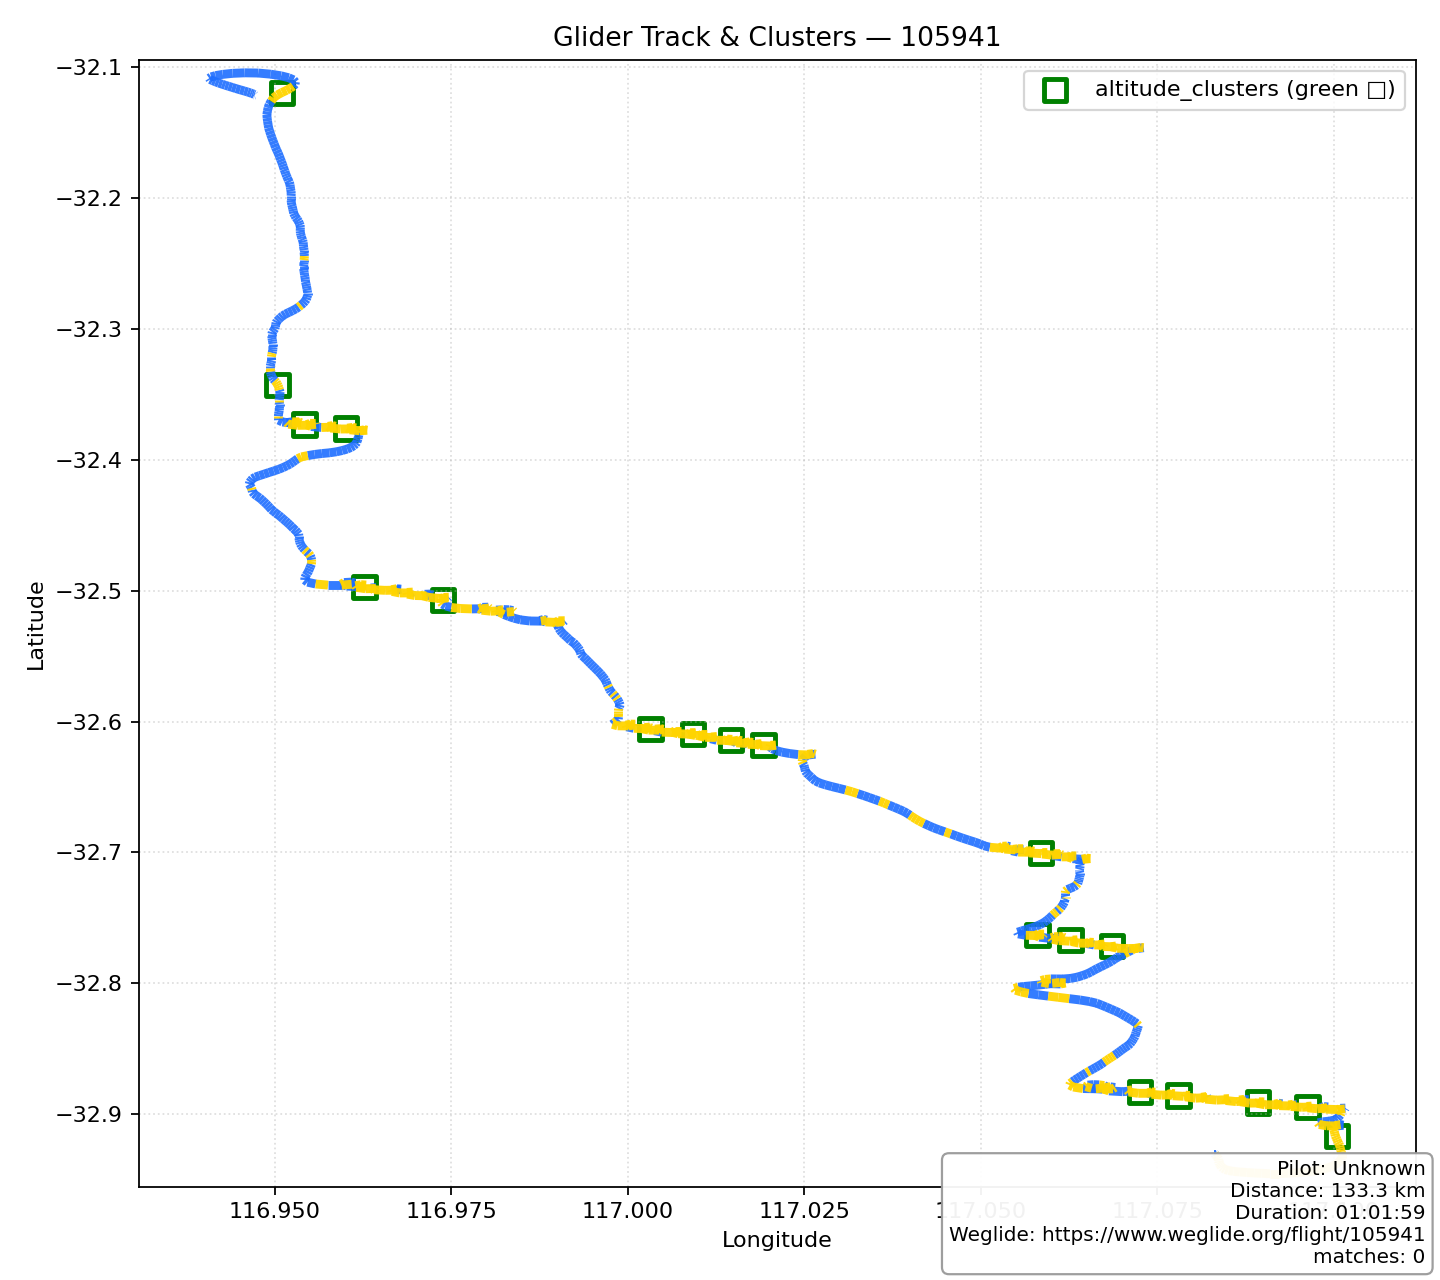 Glider Track & Clusters — 105941
altitude_clusters (green □)
−32.1
−32.2
−32.3
−32.4
−32.5
−32.6
−32.7
−32.8
−32.9
Latitude
116.950
116.975
117.000
117.025
117.050
117.075
Longitude
Pilot: Unknown
Distance: 133.3 km
Duration: 01:01:59
Weglide: https://www.weglide.org/flight/105941
matches: 0